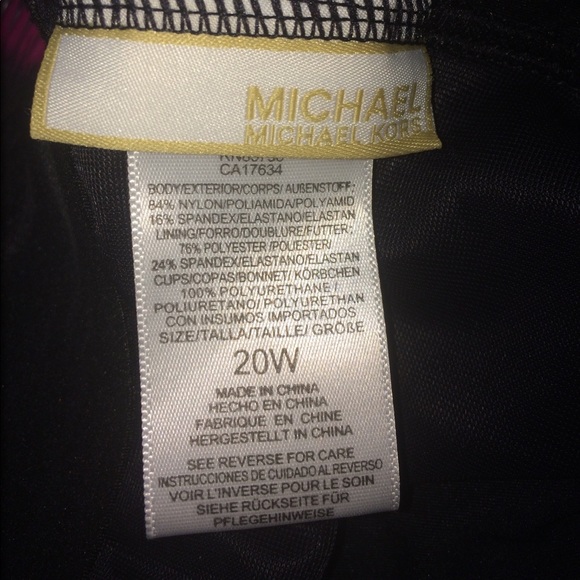 MICHAEL
MICHAEL KORS
CA17634
BODY/EXTERIOR/CORPS/ AUßENSTOFF;
84% NYLON/POLIAMIDA/POLYAMID
16% SPANDEX/ELASTANO/ELASTAN
LINING/FORRO/DOUBLURE/FUTTER;
76% POLYESTER /POLIESTER/
24% SPANDEX/ELASTANO/ELASTAN
CUPS/COPAS/BONNET/ KÖRBCHEN
100% POLYURETHANE /
POLIURETANO/ POLYURETHAN
CON INSUMOS IMPORTADOS
SIZE/TALLA/TAILLE/ GRÖßE
20W
MADE IN CHINA
HECHO EN CHINA
FABRIQUE EN CHINE
HERGESTELLT IN CHINA
SEE REVERSE FOR CARE
INSTRUCCIONES DE CUIDADO AL REVERSO
VOIR L'INVERSE POUR LE SOIN
SIEHE RÜCKSEITE FÜR
PFLEGEHINWEISE